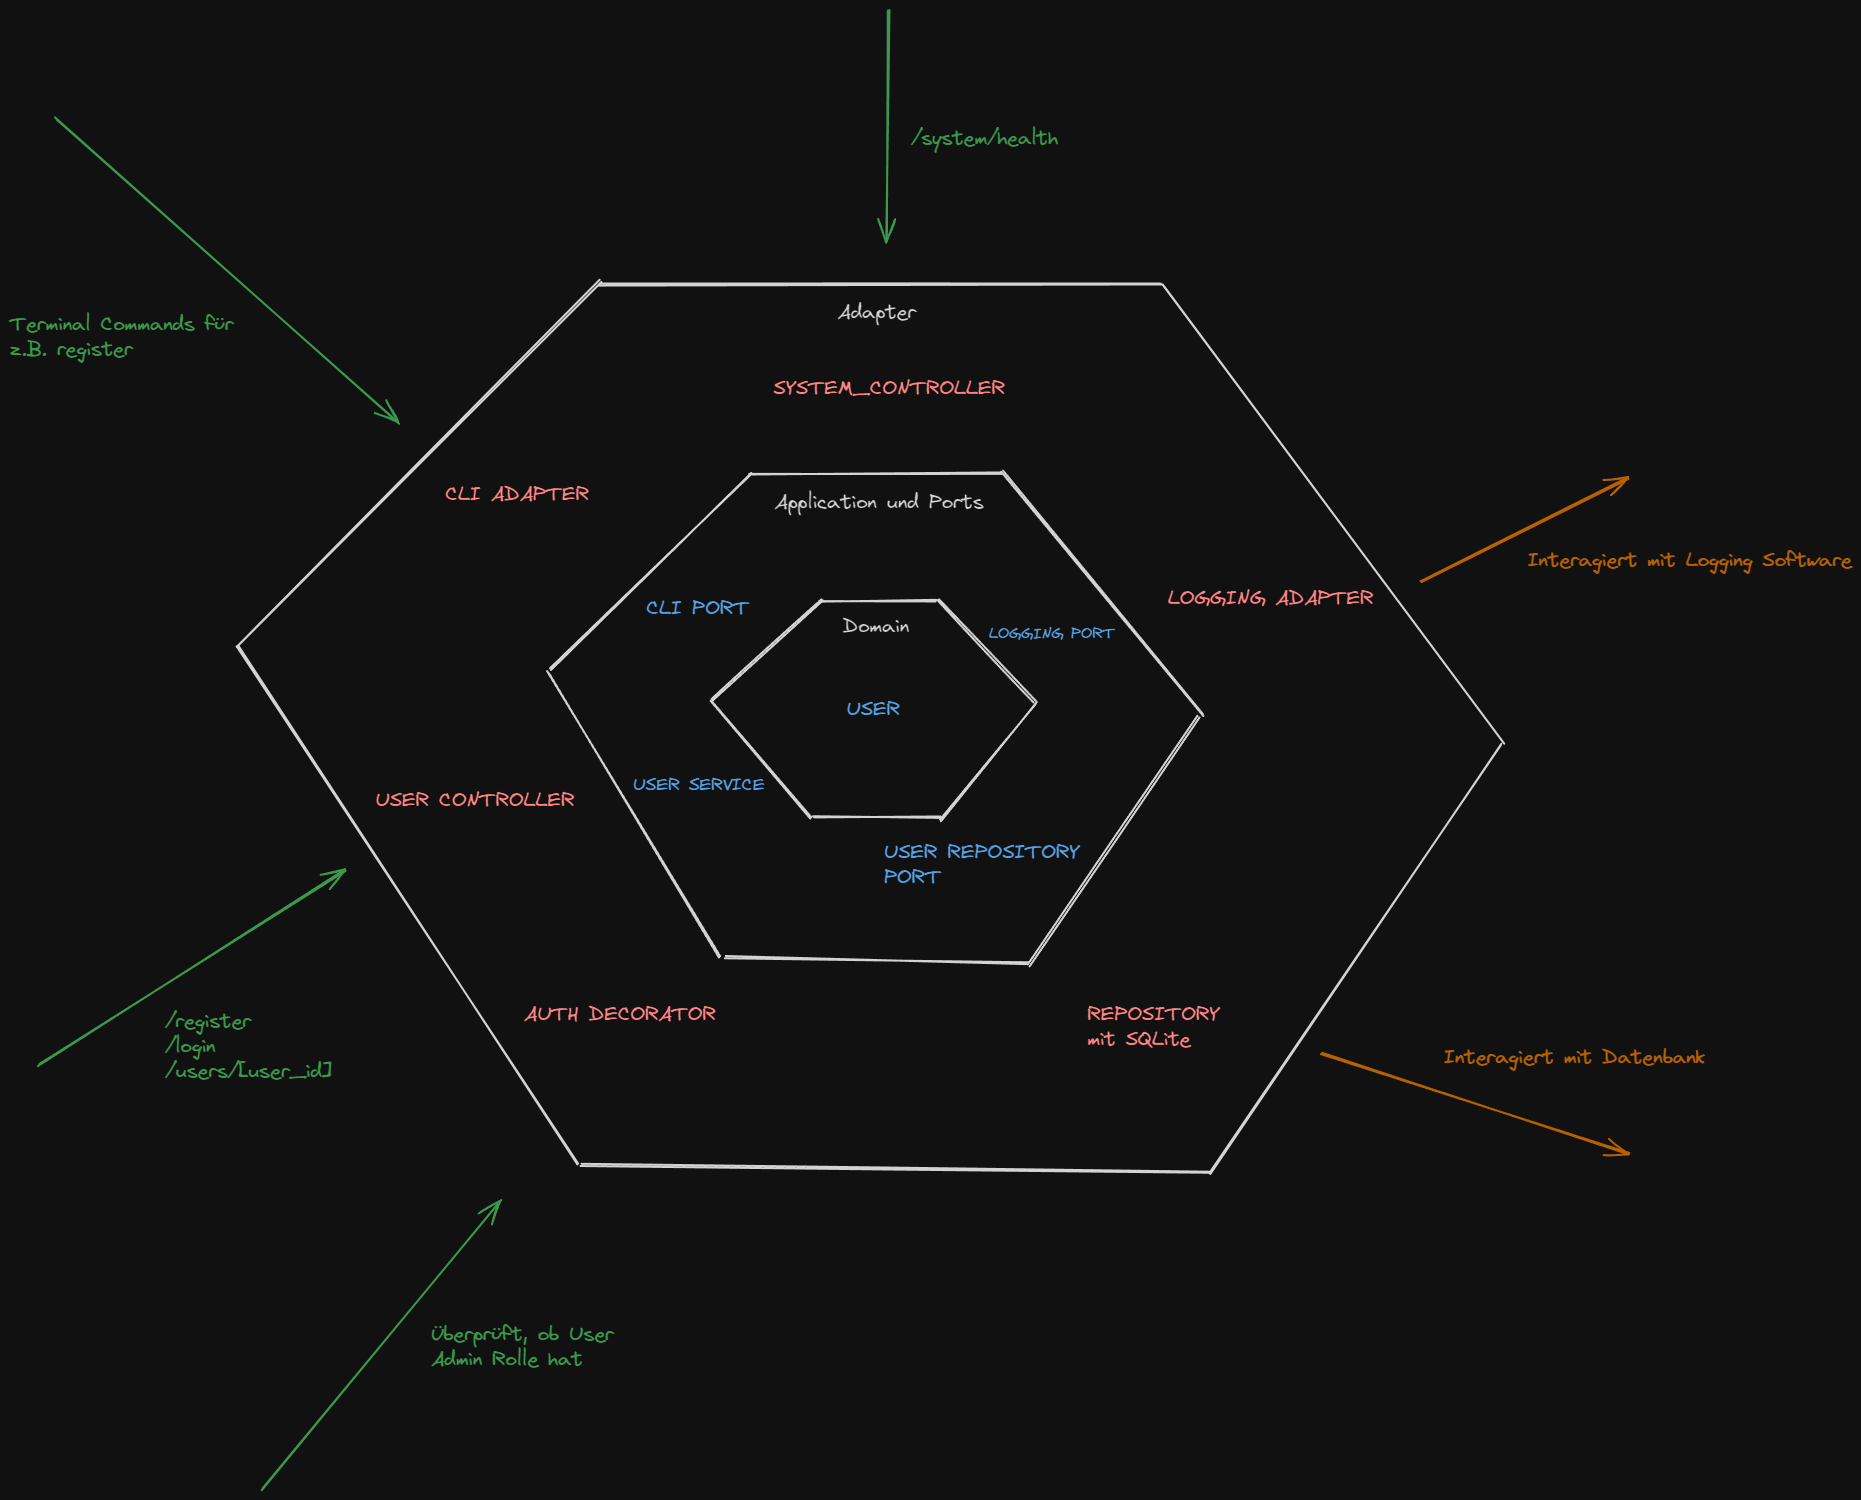 /system/health
Terminal Commands für
z.B. register
Adapter
SYSTEM_CONTROLLER
CLI ADAPTER
Application und Ports
Interagiert mit Logging Software
LOGGING ADAPTER
CLI PORT
Domain
LOGGING PORT
USER
USER SERVICE
USER CONTROLLER
USER REPOSITORY
PORT
AUTH DECORATOR
REPOSITORY
mit SQLite
/register
/login
/users/[user_id]
Interagiert mit Datenbank
Überprüft, ob User
Admin Rolle hat